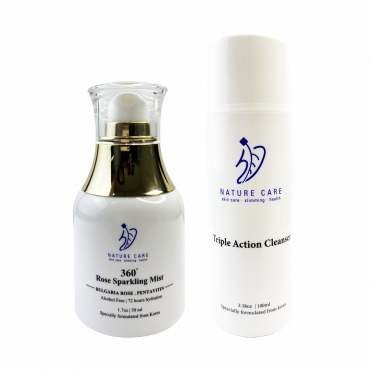 NATURE CARE
skin care · slimming · health
360°
Rose Sparkling Mist
BULGARIA ROSE . PENTAVITIN
Alcohol Free | 72 hours hydration
1.7oz | 50 ml
Specially formulated from Korea
NATURE CARE
skin care · slimming · health
Triple Action Cleanser
3.38oz | 100ml
Specially formulated from Korea